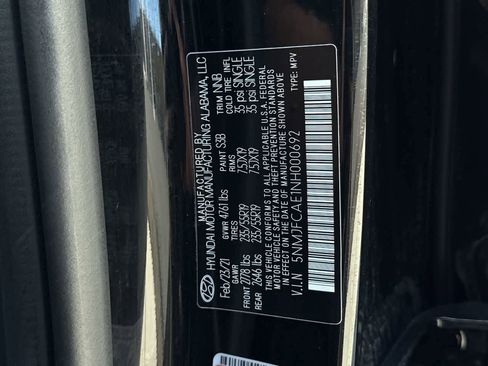 MANUFACTURED BY
HYUNDAI MOTOR MANUFACTURING ALABAMA, LLC
Feb/23/21 GVWR 4761 lbs PAINT S3B TRIM NNB
GAWR TIRES RIMS COLD TIRE INFL
FRONT 2778 lbs 235/55R19 7.5JX19 35 psi SINGLE
REAR 2646 lbs 235/55R19 7.5JX19 35 psi SINGLE
THIS VEHICLE CONFORMS TO ALL APPLICABLE U.S.A. FEDERAL
MOTOR VEHICLE SAFETY, BUMPER, AND THEFT PREVENTION STANDARDS
IN EFFECT ON THE DATE OF MANUFACTURE SHOWN ABOVE.
V.I.N 5NMJFCAE1NH000692 TYPE: MPV